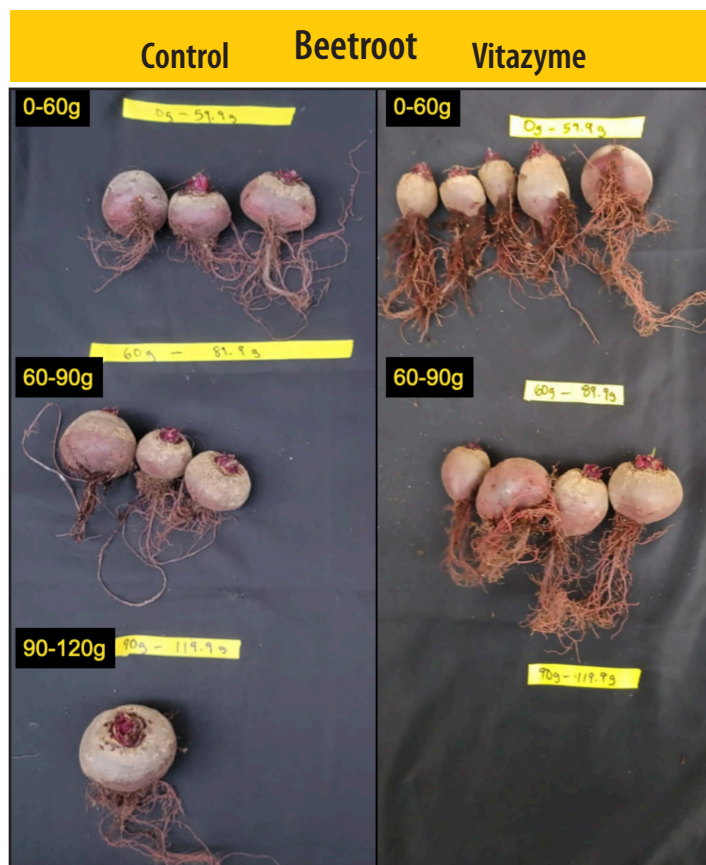 Beetroot
Control
Vitazyme
0-60g
0g - 59.9g
60-90g
60g - 89.9g
90-120g
90g - 119.9g
0-60g
0g - 59.9g
60-90g
60g - 89.9g
90g - 119.9g